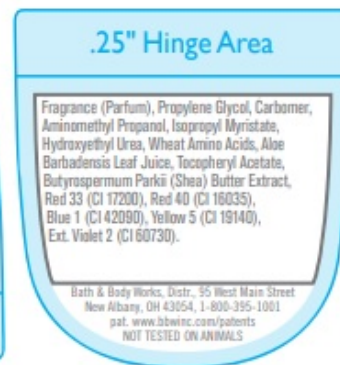 .25" Hinge Area
Fragrance (Parfum), Propylene Glycol, Carbomer,
Aminomethyl Propanol, Isopropyl Myristate,
Hydroxyethyl Urea, Wheat Amino Acids, Aloe
Barbadensis Leaf Juice, Tocopheryl Acetate,
Butyrospermum Parkii (Shea) Butter Extract,
Red 33 (CI 17200), Red 40 (CI 16035),
Blue 1 (CI 42090), Yellow 5 (CI 19140),
Ext. Violet 2 (CI 60730).
Bath & Body Works, Distr., 95 West Main Street
New Albany, OH 43054, 1-800-395-1001
pat. www.bbwinc.com/patents
NOT TESTED ON ANIMALS